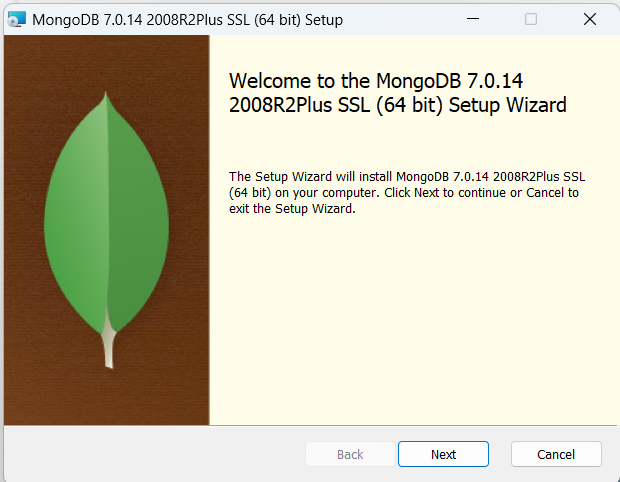 MongoDB 7.0.14 2008R2Plus SSL (64 bit) Setup
Welcome to the MongoDB 7.0.14
2008R2Plus SSL (64 bit) Setup Wizard
The Setup Wizard will install MongoDB 7.0.14 2008R2Plus SSL
(64 bit) on your computer. Click Next to continue or Cancel to
exit the Setup Wizard.
Back
Next
Cancel